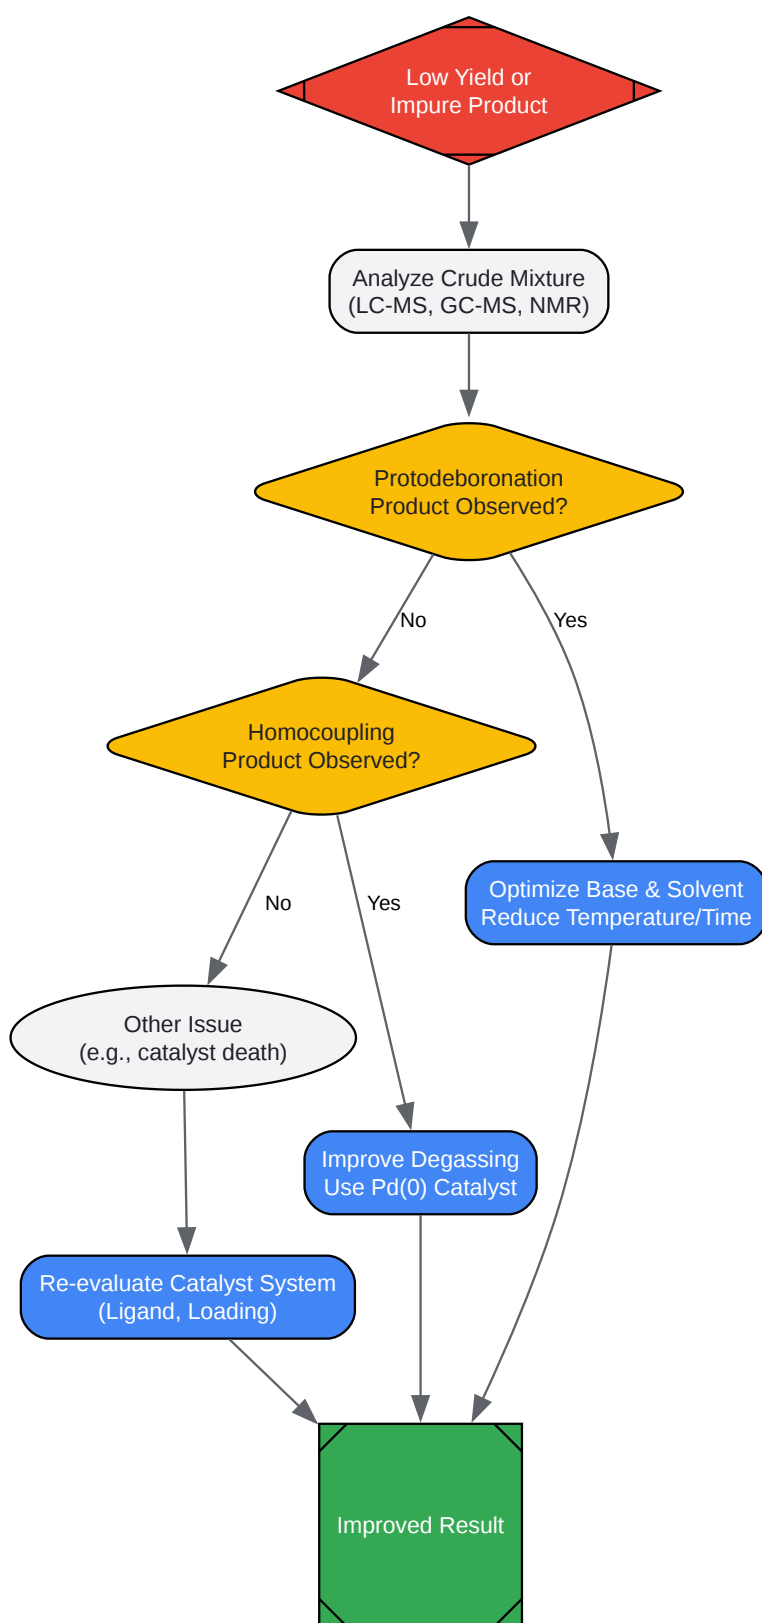 Low Yield or
Impure Product
Analyze Crude Mixture
(LC-MS, GC-MS, NMR)
Protodeboronation
Product Observed?
No
Yes
Homocoupling
Product Observed?
No
Yes
Optimize Base & Solvent
Reduce Temperature/Time
Other Issue
(e.g., catalyst death)
Improve Degassing
Use Pd(0) Catalyst
Re-evaluate Catalyst System
(Ligand, Loading)
Improved Result